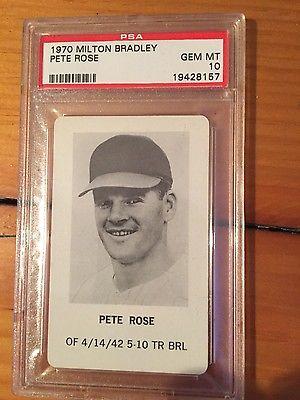 PSA
1970 MILTON BRADLEY
PETE ROSE
GEM MT
10
19428157
PETE ROSE
OF 4/14/42 5-10 TR BRL